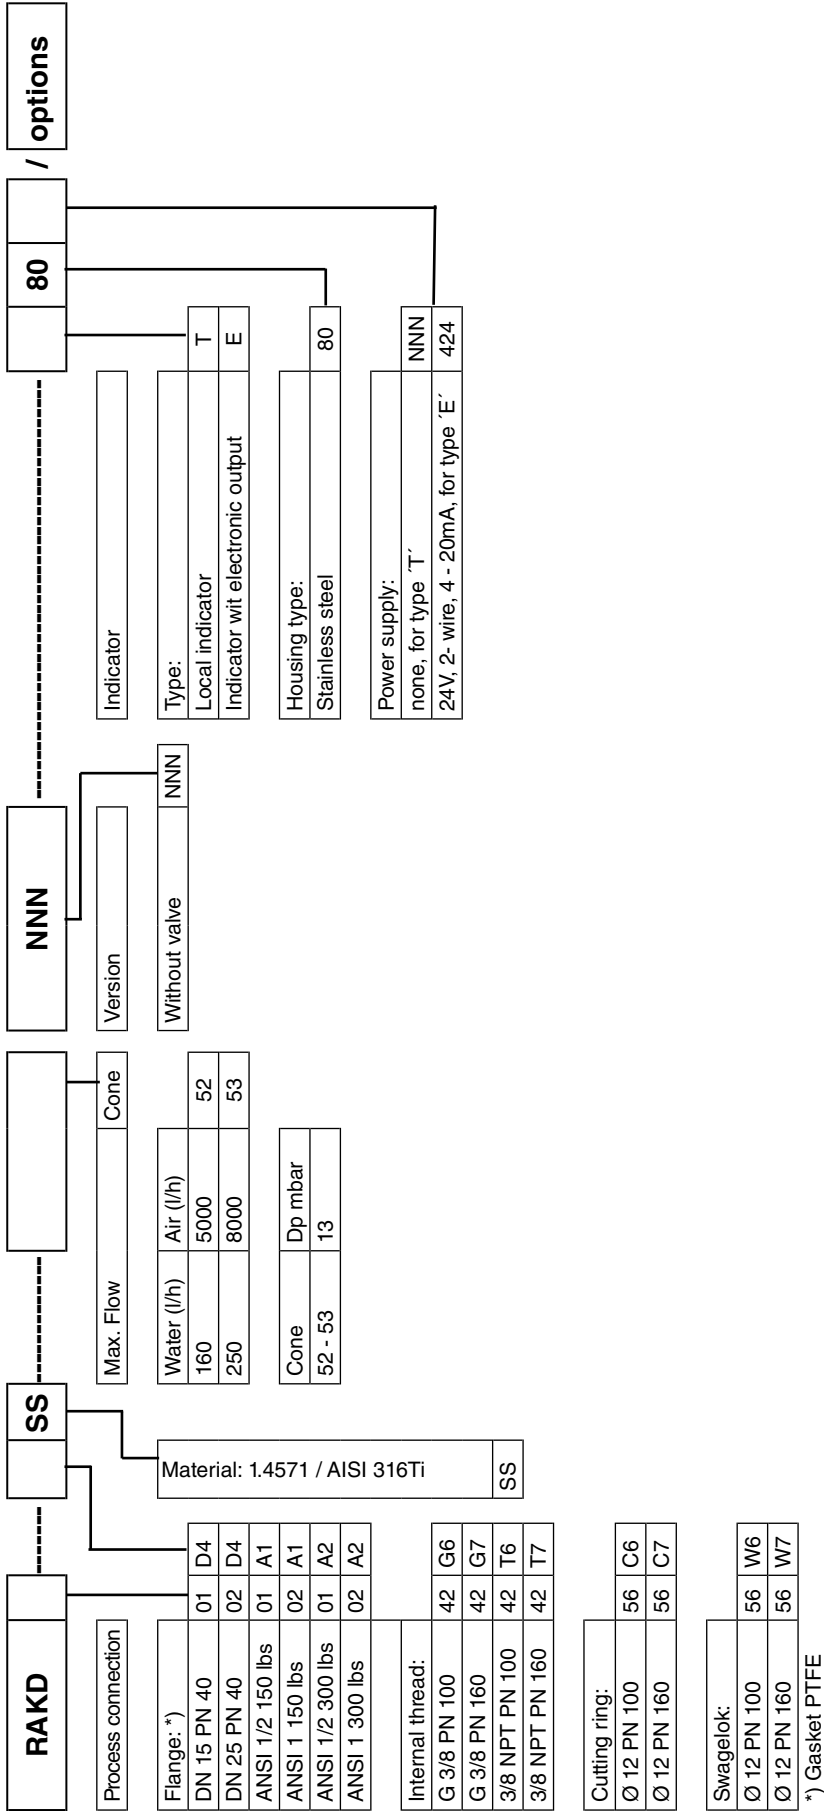 RAKD SS NNN 80 / options
Process connection
Flange: *)
DN 15 PN 40 01 D4
DN 25 PN 40 02 D4
ANSI 1/2 150 lbs 01 A1
ANSI 1 150 lbs 02 A1
ANSI 1/2 300 lbs 01 A2
ANSI 1 300 lbs 02 A2
Internal thread:
G 3/8 PN 100 42 G6
G 3/8 PN 160 42 G7
3/8 NPT PN 100 42 T6
3/8 NPT PN 160 42 T7
Cutting ring:
Ø 12 PN 100 56 C6
Ø 12 PN 160 56 C7
Swagelok:
Ø 12 PN 100 56 W6
Ø 12 PN 160 56 W7
*) Gasket PTFE
Material: 1.4571 / AISI 316Ti SS
Max. Flow Cone
Water (l/h) Air (l/h)
160 5000 52
250 8000 53
Cone Dp mbar
52 - 53 13
Version
Without valve NNN
Indicator
Type:
Local indicator T
Indicator wit electronic output E
Housing type:
Stainless steel 80
Power supply:
none, for type ´T´ NNN
24V, 2- wire, 4 - 20mA, for type ´E´ 424